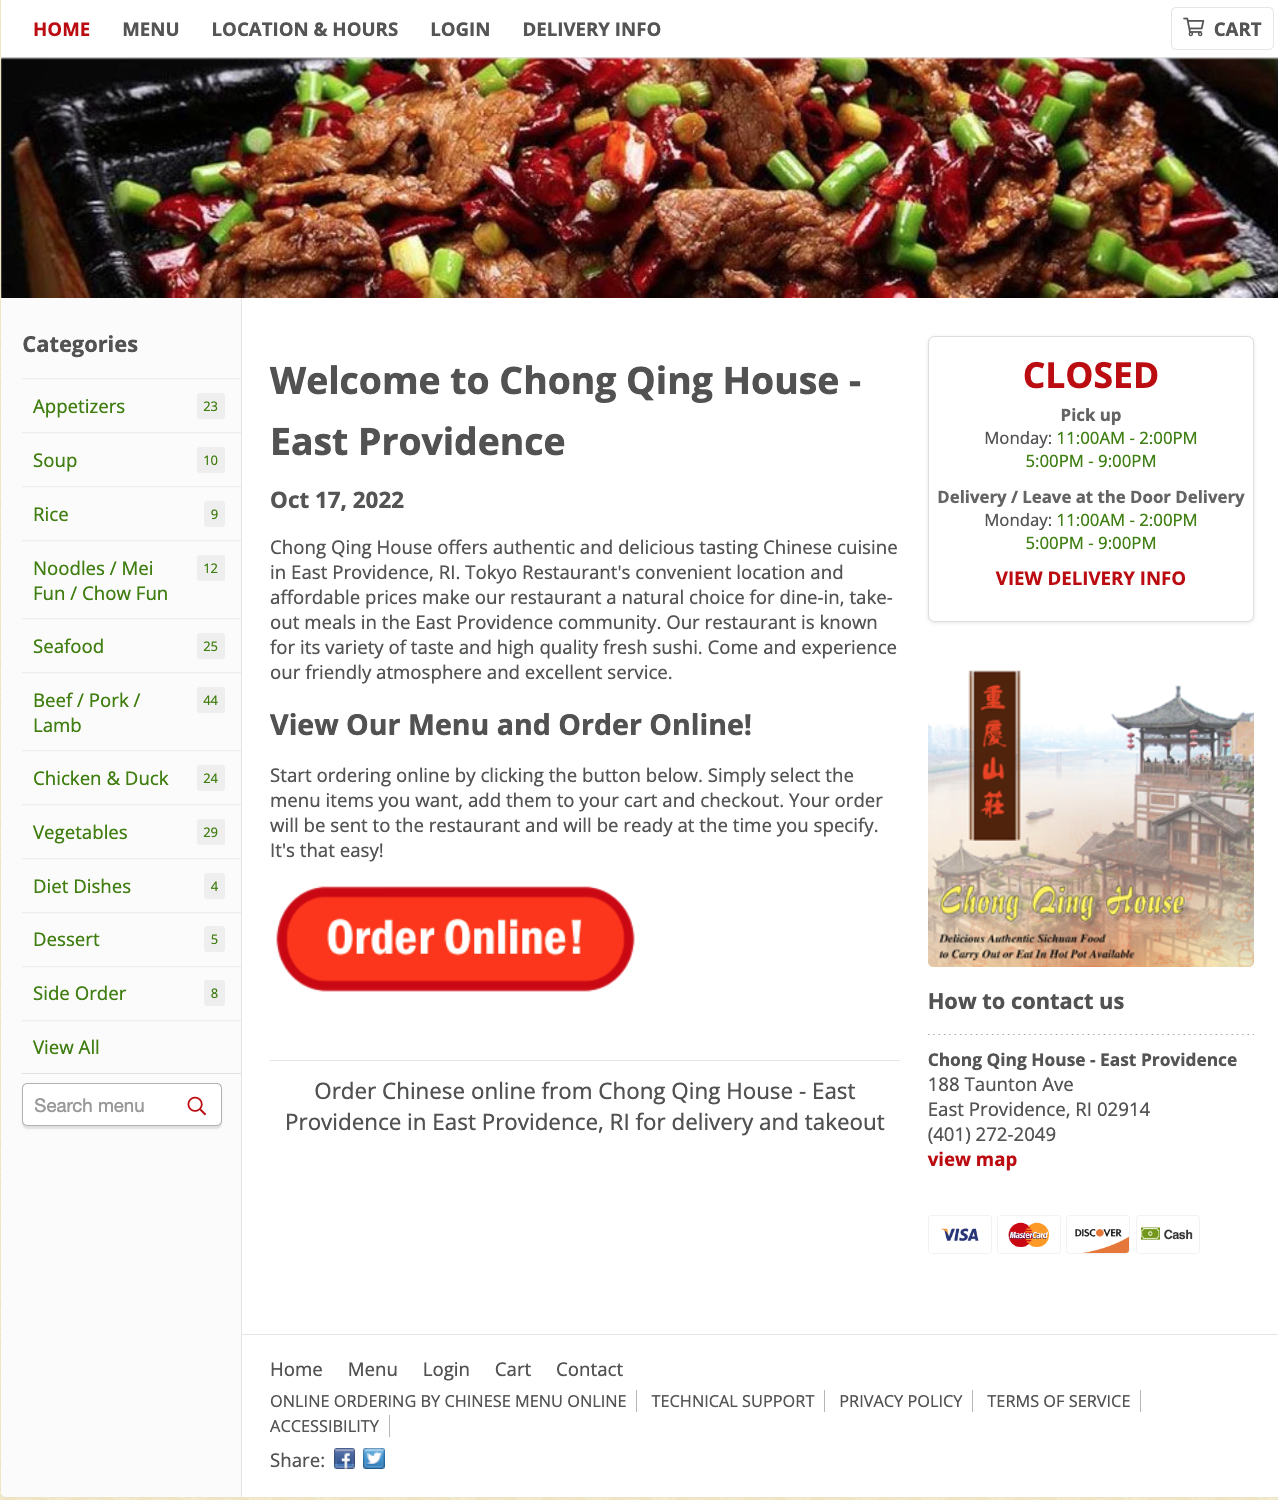 HOME MENU LOCATION & HOURS LOGIN DELIVERY INFO CART
Categories
Appetizers 23
Soup 10
Rice 9
Noodles / Mei 12
Fun / Chow Fun
Seafood 25
Beef / Pork / 44
Lamb
Chicken & Duck 24
Vegetables 29
Diet Dishes 4
Dessert 5
Side Order 8
View All
Search menu
Welcome to Chong Qing House -
East Providence
Oct 17, 2022
Chong Qing House offers authentic and delicious tasting Chinese cuisine
in East Providence, RI. Tokyo Restaurant's convenient location and
affordable prices make our restaurant a natural choice for dine-in, take-
out meals in the East Providence community. Our restaurant is known
for its variety of taste and high quality fresh sushi. Come and experience
our friendly atmosphere and excellent service.
View Our Menu and Order Online!
Start ordering online by clicking the button below. Simply select the
menu items you want, add them to your cart and checkout. Your order
will be sent to the restaurant and will be ready at the time you specify.
It's that easy!
Order Online!
Order Chinese online from Chong Qing House - East
Providence in East Providence, RI for delivery and takeout
CLOSED
Pick up
Monday: 11:00AM - 2:00PM
5:00PM - 9:00PM
Delivery / Leave at the Door Delivery
Monday: 11:00AM - 2:00PM
5:00PM - 9:00PM
VIEW DELIVERY INFO
重慶山莊
Chong Qing House
Delicious Authentic Sichuan Food
to Carry Out or Eat In Hot Pot Available
How to contact us
Chong Qing House - East Providence
188 Taunton Ave
East Providence, RI 02914
(401) 272-2049
view map
VISA MasterCard DISCOVER Cash
Home Menu Login Cart Contact
ONLINE ORDERING BY CHINESE MENU ONLINE TECHNICAL SUPPORT PRIVACY POLICY TERMS OF SERVICE
ACCESSIBILITY
Share: